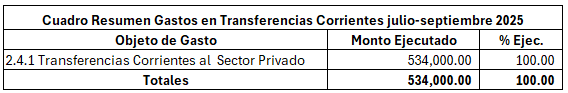 Cuadro Resumen Gastos en Transferencias Corrientes julio-septiembre 2025
Objeto de Gasto Monto Ejecutado % Ejec.
2.4.1 Transferencias Corrientes al Sector Privado 534,000.00 100.00
Totales 534,000.00 100.00